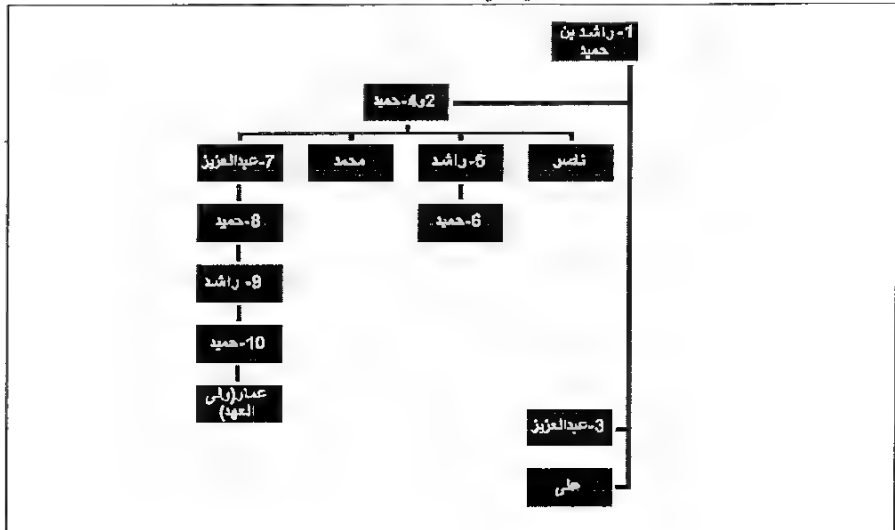 1- راشد بن
حميد
2و4-حميد
ناصر
5- راشد
محمد
7-عبدالعزيز
6-حميد
8-حميد
9- راشد
10-حميد
عمار(ولي
العهد)
3-عبدالعزيز
علي